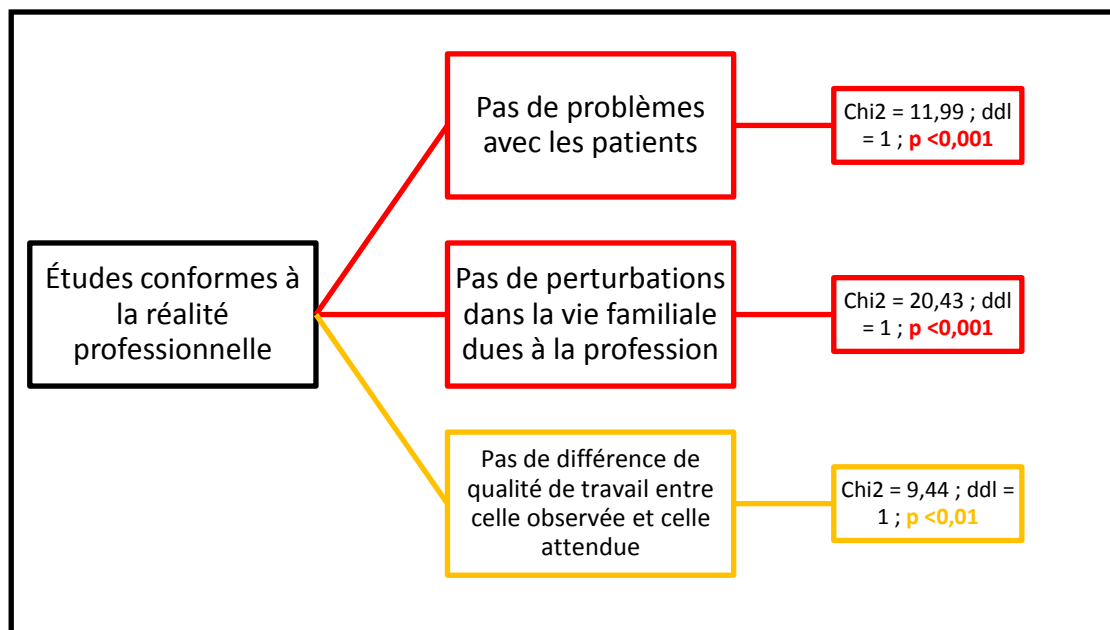 Pas de problèmes
avec les patients
Chi2 = 11,99 ; ddl
= 1 ; p <0,001
Études conformes à
la réalité
professionnelle
Pas de perturbations
dans la vie familiale
dues à la profession
Chi2 = 20,43 ; ddl
= 1 ; p <0,001
Pas de différence de
qualité de travail entre
celle observée et celle
attendue
Chi2 = 9,44 ; ddl =
1 ; p <0,01